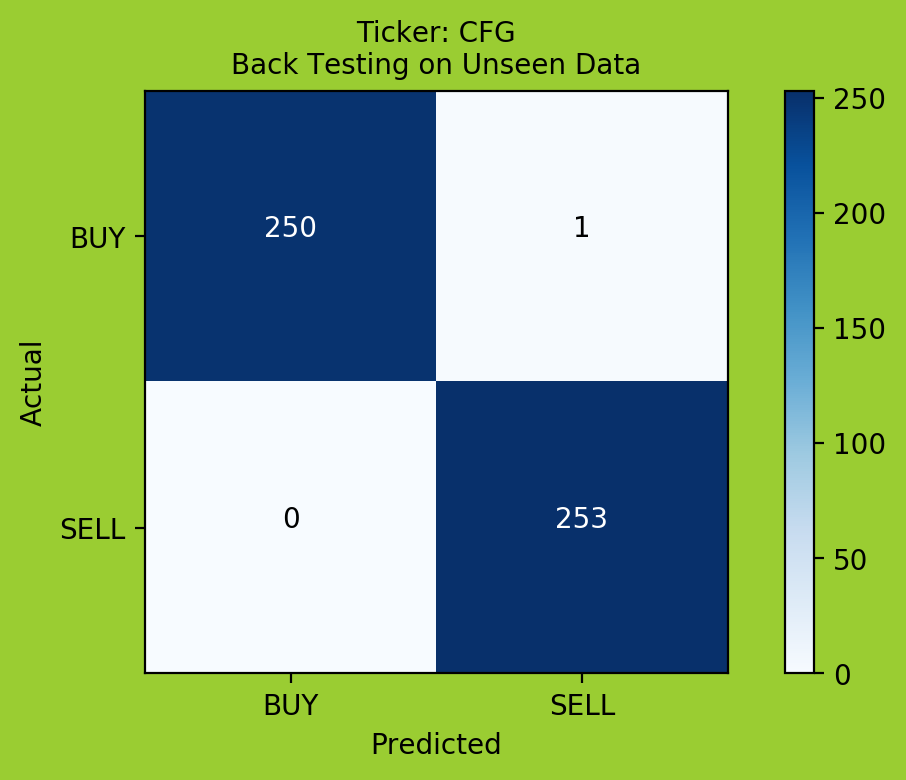 Ticker: CFG
Back Testing on Unseen Data
BUY
250
1
SELL
0
253
BUY
SELL
Predicted
Actual
250
200
150
100
50
0